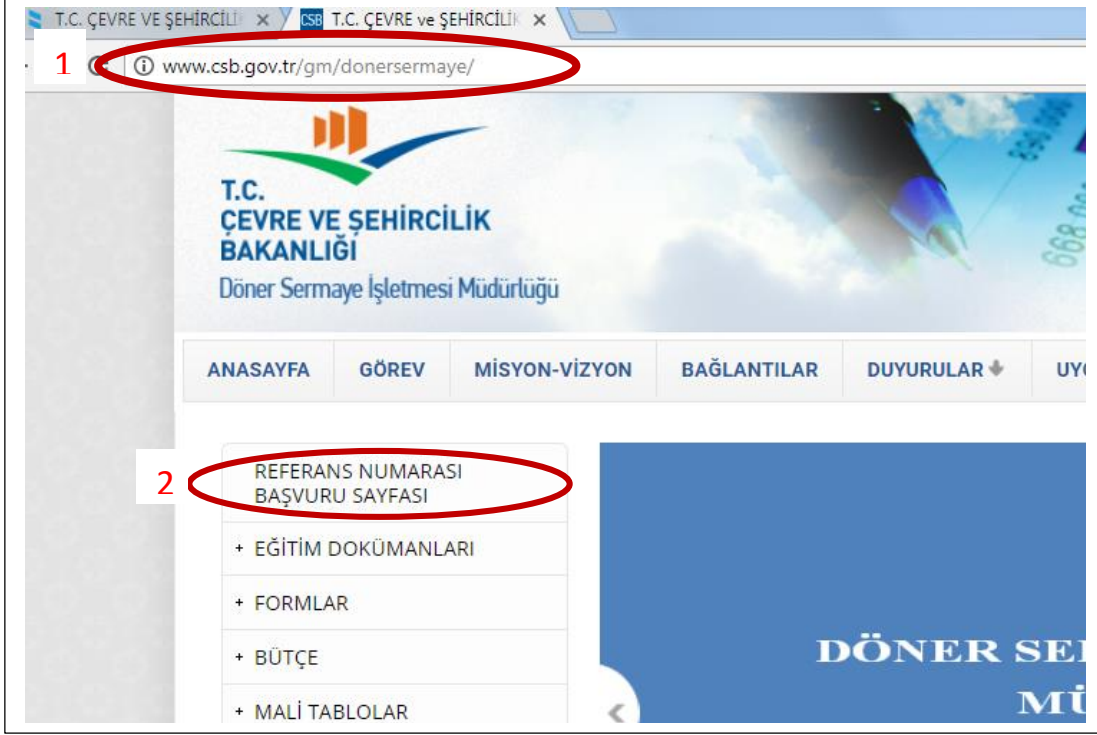 T.C. ÇEVRE VE ŞEHİRCİLİ
CSB T.C. ÇEVRE ve ŞEHİRCİLİK
1
www.csb.gov.tr/gm/donersermaye/
T.C.
ÇEVRE VE ŞEHİRCİLİK
BAKANLIĞI
Döner Sermaye İşletmesi Müdürlüğü
ANASAYFA GÖREV MİSYON-VİZYON BAĞLANTILAR DUYURULAR
2
REFERANS NUMARASI
BAŞVURU SAYFASI
+ EĞİTİM DOKÜMANLARI
+ FORMLAR
+ BÜTÇE
+ MALİ TABLOLAR
DÖNER SE
MÜ